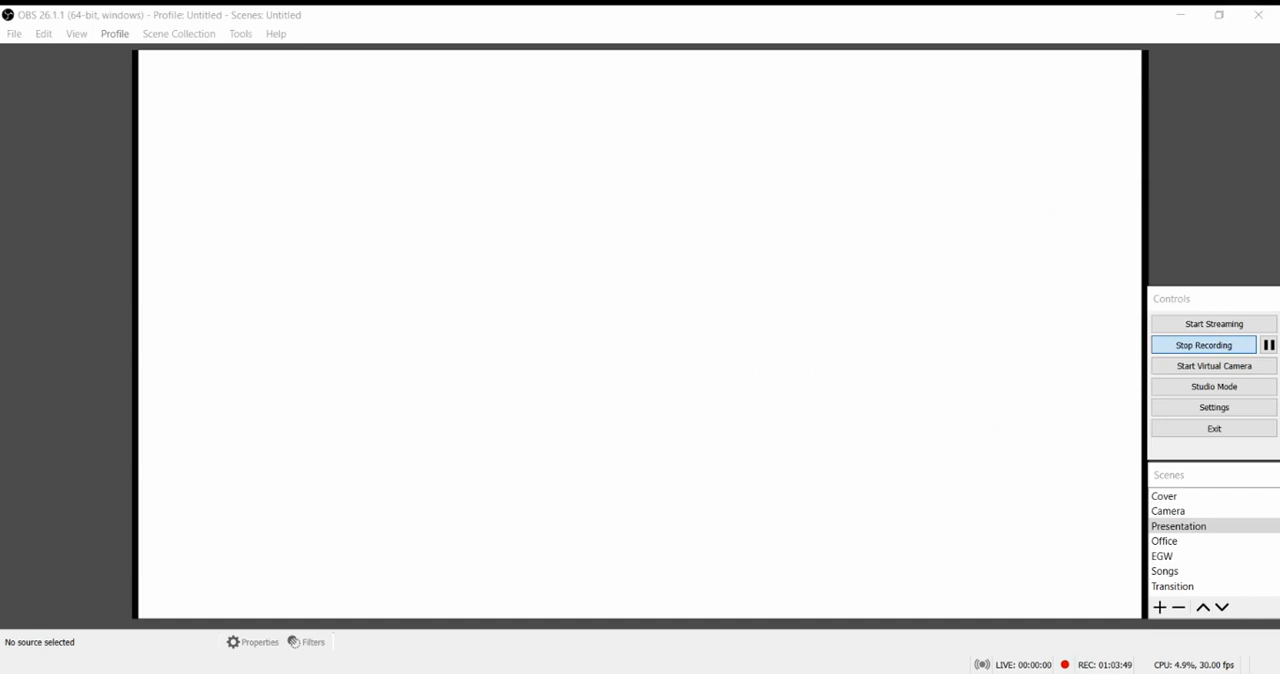 OBS 26.1.1 (64-bit, windows) - Profile: Untitled - Scenes: Untitled
File Edit View Profile Scene Collection Tools Help
Controls
Start Streaming
Stop Recording
Start Virtual Camera
Studio Mode
Settings
Exit
Scenes
Cover
Camera
Presentation
Office
EGW
Songs
Transition
No source selected Properties Filters
LIVE: 00:00:00 REC: 01:03:49 CPU: 4.9%, 30.00 fps